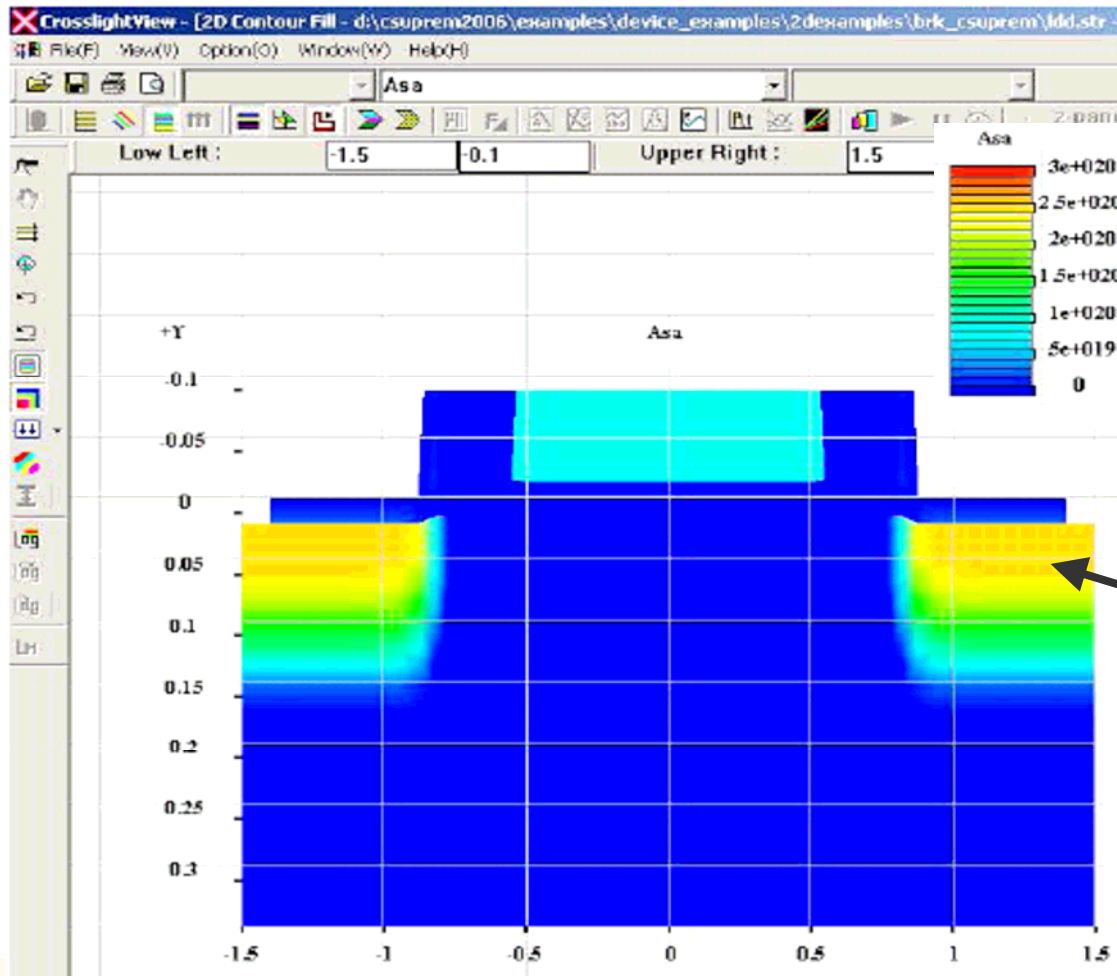 CrosslightView - [2D Contour Fill - d:\csuprem2006\examples\device_examples\2dexamples\brk_csuprem\ldd.str -
File(F) View(V) Option(O) Window(W) Help(H)
Asa
Low Left : -1.5 -0.1 Upper Right : 1.5
Asa
3e+020
2.5e+020
2e+020
1.5e+020
1e+020
5e+019
0
+Y Asa
-0.1
-0.05
0
0.05
0.1
0.15
0.2
0.25
0.3
-1.5 -1 -0.5 0 0.5 1 1.5